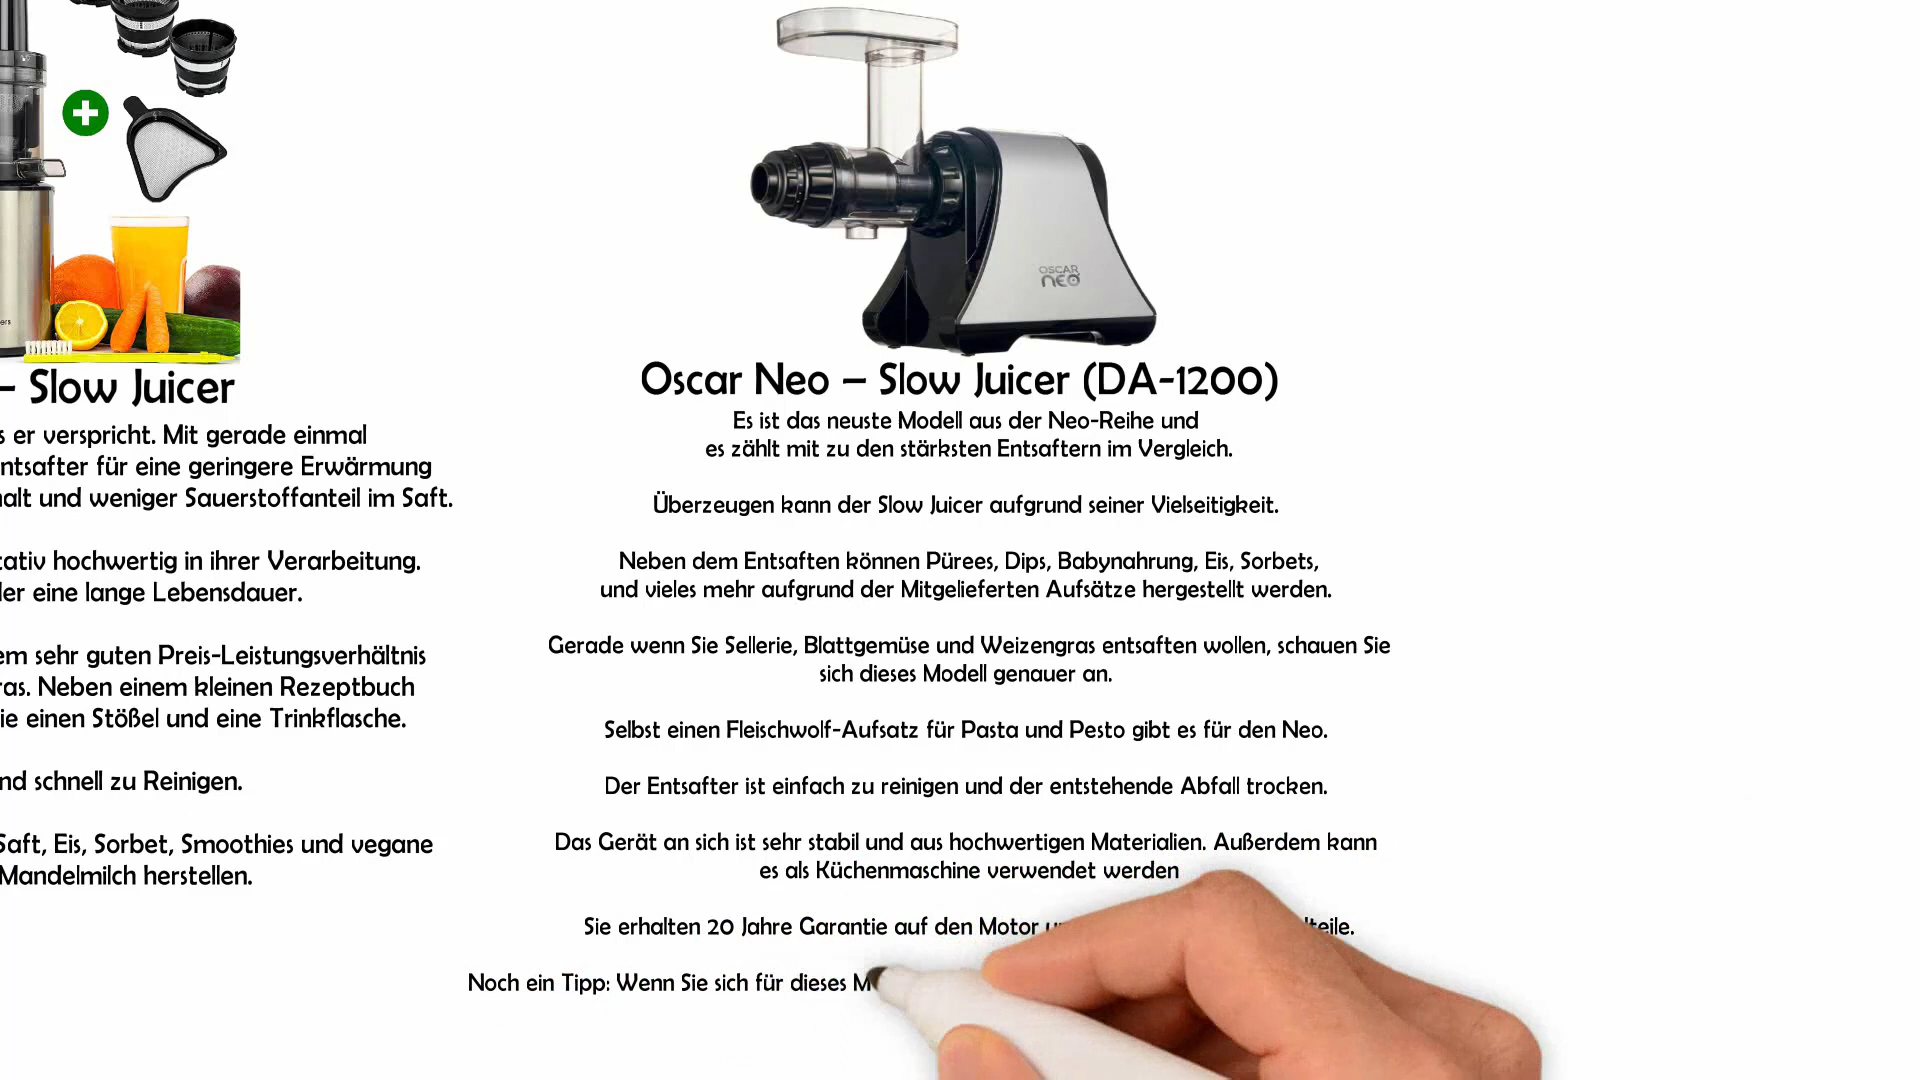 ers
– Slow Juicer
s er verspricht. Mit gerade einmal
ntsafter für eine geringere Erwärmung
halt und weniger Sauerstoffanteil im Saft.
tativ hochwertig in ihrer Verarbeitung.
der eine lange Lebensdauer.
em sehr guten Preis-Leistungsverhältnis
ras. Neben einem kleinen Rezeptbuch
ie einen Stößel und eine Trinkflasche.
nd schnell zu Reinigen.
Saft, Eis, Sorbet, Smoothies und vegane
Mandelmilch herstellen.
OSCAR
NEO
Oscar Neo – Slow Juicer (DA-1200)
Es ist das neuste Modell aus der Neo-Reihe und
es zählt mit zu den stärksten Entsaftern im Vergleich.
Überzeugen kann der Slow Juicer aufgrund seiner Vielseitigkeit.
Neben dem Entsaften können Pürees, Dips, Babynahrung, Eis, Sorbets,
und vieles mehr aufgrund der Mitgelieferten Aufsätze hergestellt werden.
Gerade wenn Sie Sellerie, Blattgemüse und Weizengras entsaften wollen, schauen Sie
sich dieses Modell genauer an.
Selbst einen Fleischwolf-Aufsatz für Pasta und Pesto gibt es für den Neo.
Der Entsafter ist einfach zu reinigen und der entstehende Abfall trocken.
Das Gerät an sich ist sehr stabil und aus hochwertigen Materialien. Außerdem kann
es als Küchenmaschine verwendet werden
Sie erhalten 20 Jahre Garantie auf den Motor teile.
Noch ein Tipp: Wenn Sie sich für dieses M